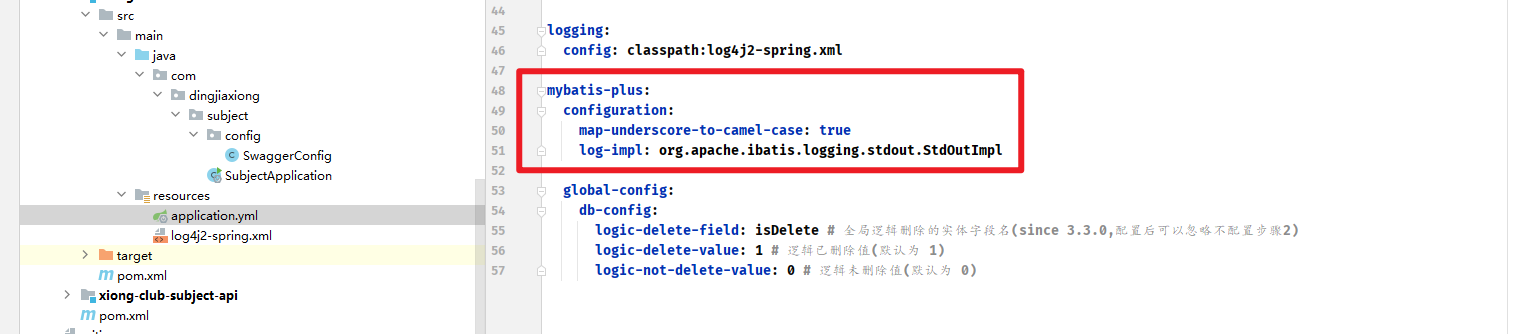 src
main
java
com
dingjiaxiong
subject
config
SwaggerConfig
SubjectApplication
resources
application.yml
log4j2-spring.xml
target
pom.xml
xiong-club-subject-api
pom.xml
44
45 logging:
46 config: classpath:log4j2-spring.xml
47
48 mybatis-plus:
49 configuration:
50 map-underscore-to-camel-case: true
51 log-impl: org.apache.ibatis.logging.stdout.StdOutImpl
52
53 global-config:
54 db-config:
55 logic-delete-field: isDelete # 全局逻辑删除的实体字段名(since 3.3.0,配置后可以忽略不配置步骤2)
56 logic-delete-value: 1 # 逻辑已删除值(默认为 1)
57 logic-not-delete-value: 0 # 逻辑未删除值(默认为 0)